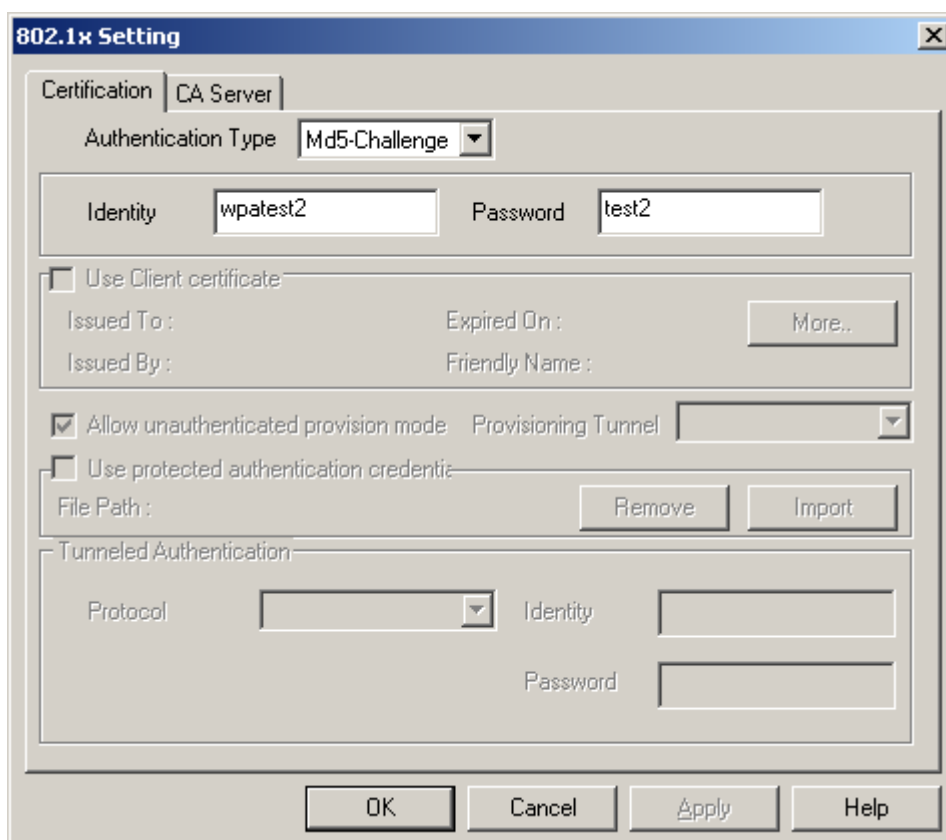 802.1x Setting
Certification CA Server
Authentication Type Md5-Challenge
Identity wpatest2 Password test2
Use Client certificate
Issued To : Expired On : More..
Issued By : Friendly Name :
Allow unauthenticated provision mode Provisioning Tunnel
Use protected authentication credentia
File Path : Remove Import
Tunneled Authentication
Protocol Identity
Password
OK Cancel Apply Help